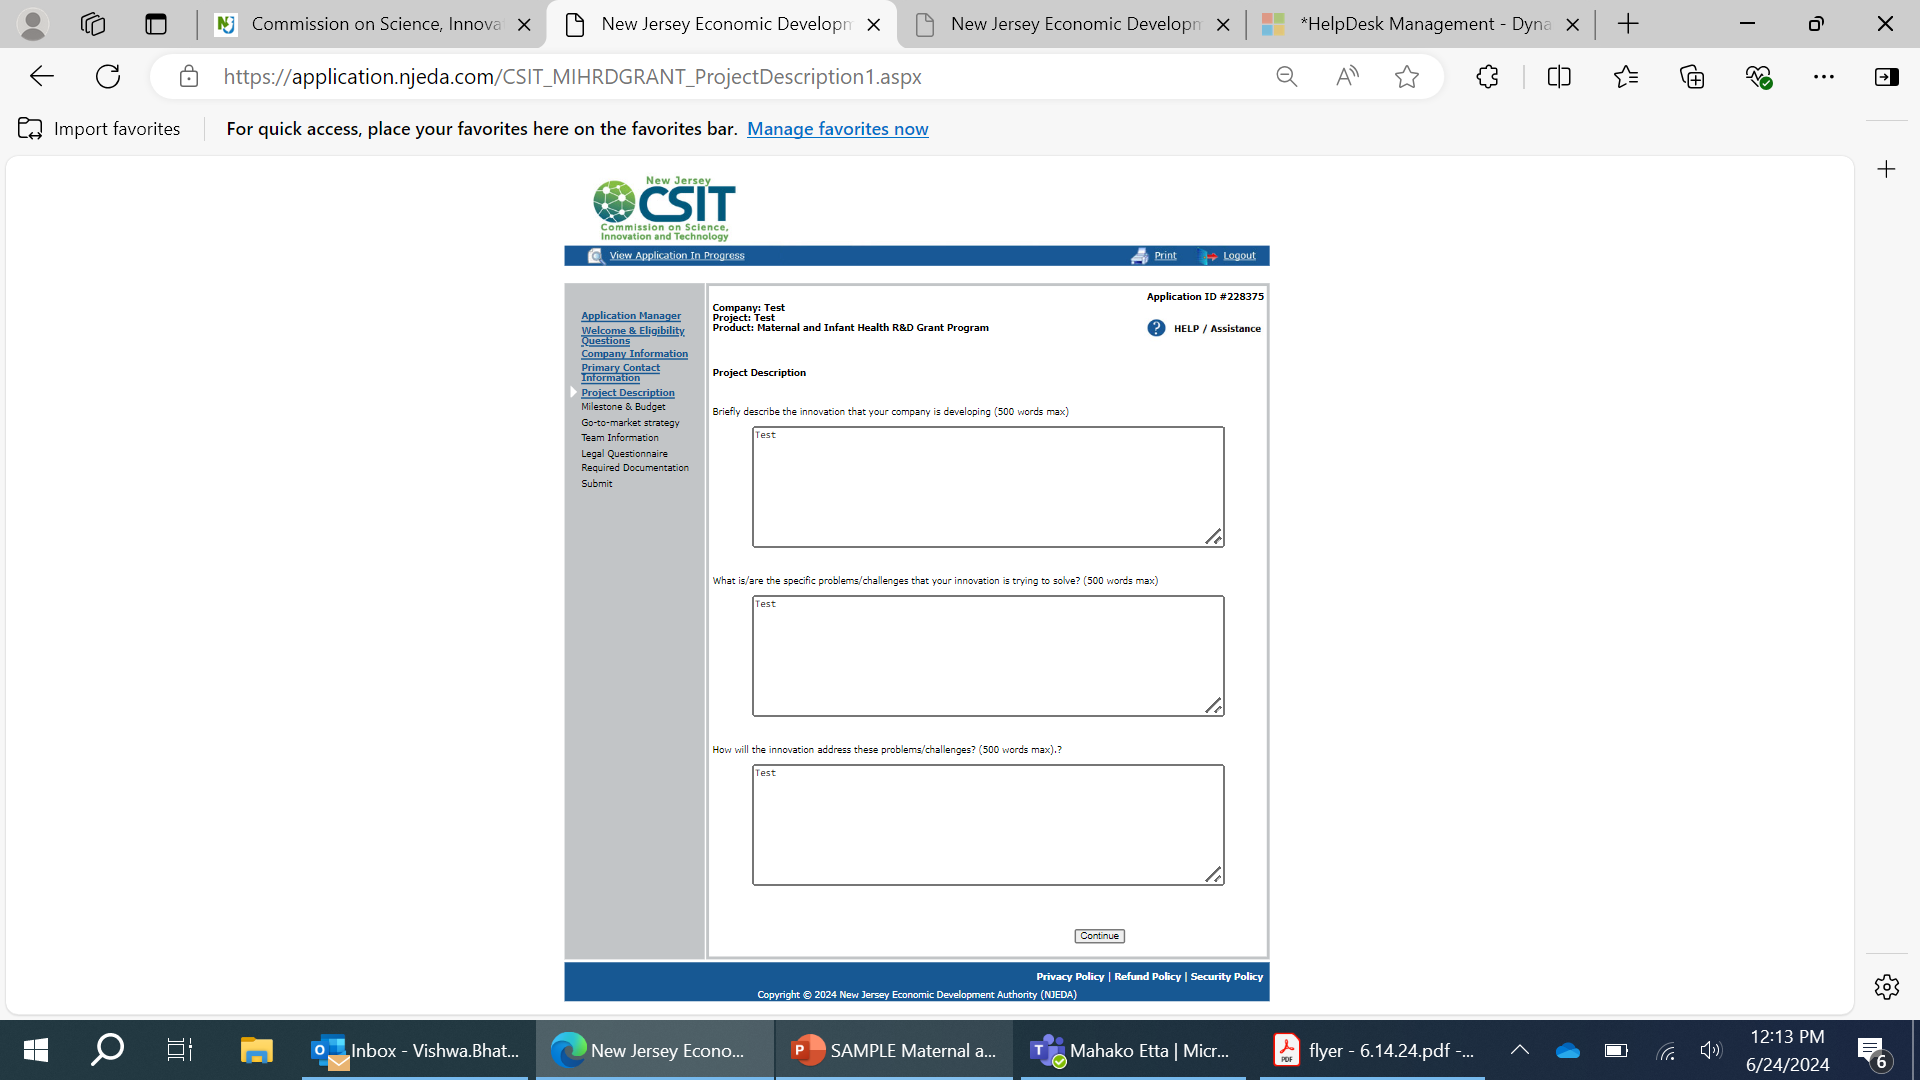 Commission on Science, Innova
New Jersey Economic Developm
New Jersey Economic Developm
*HelpDesk Management - Dyna
https://application.njeda.com/CSIT_MIHRDGRANT_ProjectDescription1.aspx
Import favorites
For quick access, place your favorites here on the favorites bar. Manage favorites now
New Jersey
CSIT
Commission on Science,
Innovation and Technology
View Application In Progress
Print
Logout
Application Manager
Welcome & Eligibility
Questions
Company Information
Primary Contact
Information
Project Description
Milestone & Budget
Go-to-market strategy
Team Information
Legal Questionnaire
Required Documentation
Submit
Application ID #228375
Company: Test
Project: Test
Product: Maternal and Infant Health R&D Grant Program
HELP / Assistance
Project Description
Briefly describe the innovation that your company is developing (500 words max)
Test
What is/are the specific problems/challenges that your innovation is trying to solve? (500 words max)
Test
How will the innovation address these problems/challenges? (500 words max).?
Test
Continue
Privacy Policy | Refund Policy | Security Policy
Copyright © 2024 New Jersey Economic Development Authority (NJEDA)
Inbox - Vishwa.Bhat...
New Jersey Econo...
SAMPLE Maternal a...
Mahako Etta | Micr...
flyer - 6.14.24.pdf -...
12:13 PM
6/24/2024
6